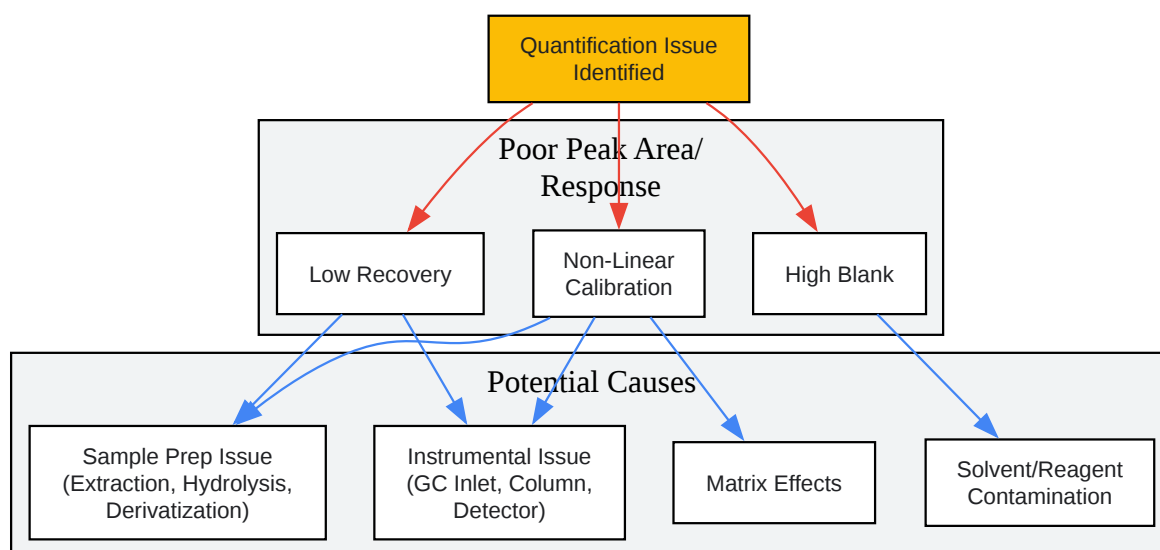 Quantification Issue
Identified
Poor Peak Area/
Response
Low Recovery
Non-Linear
Calibration
High Blank
Potential Causes
Sample Prep Issue
(Extraction, Hydrolysis,
Derivatization)
Instrumental Issue
(GC Inlet, Column,
Detector)
Matrix Effects
Solvent/Reagent
Contamination